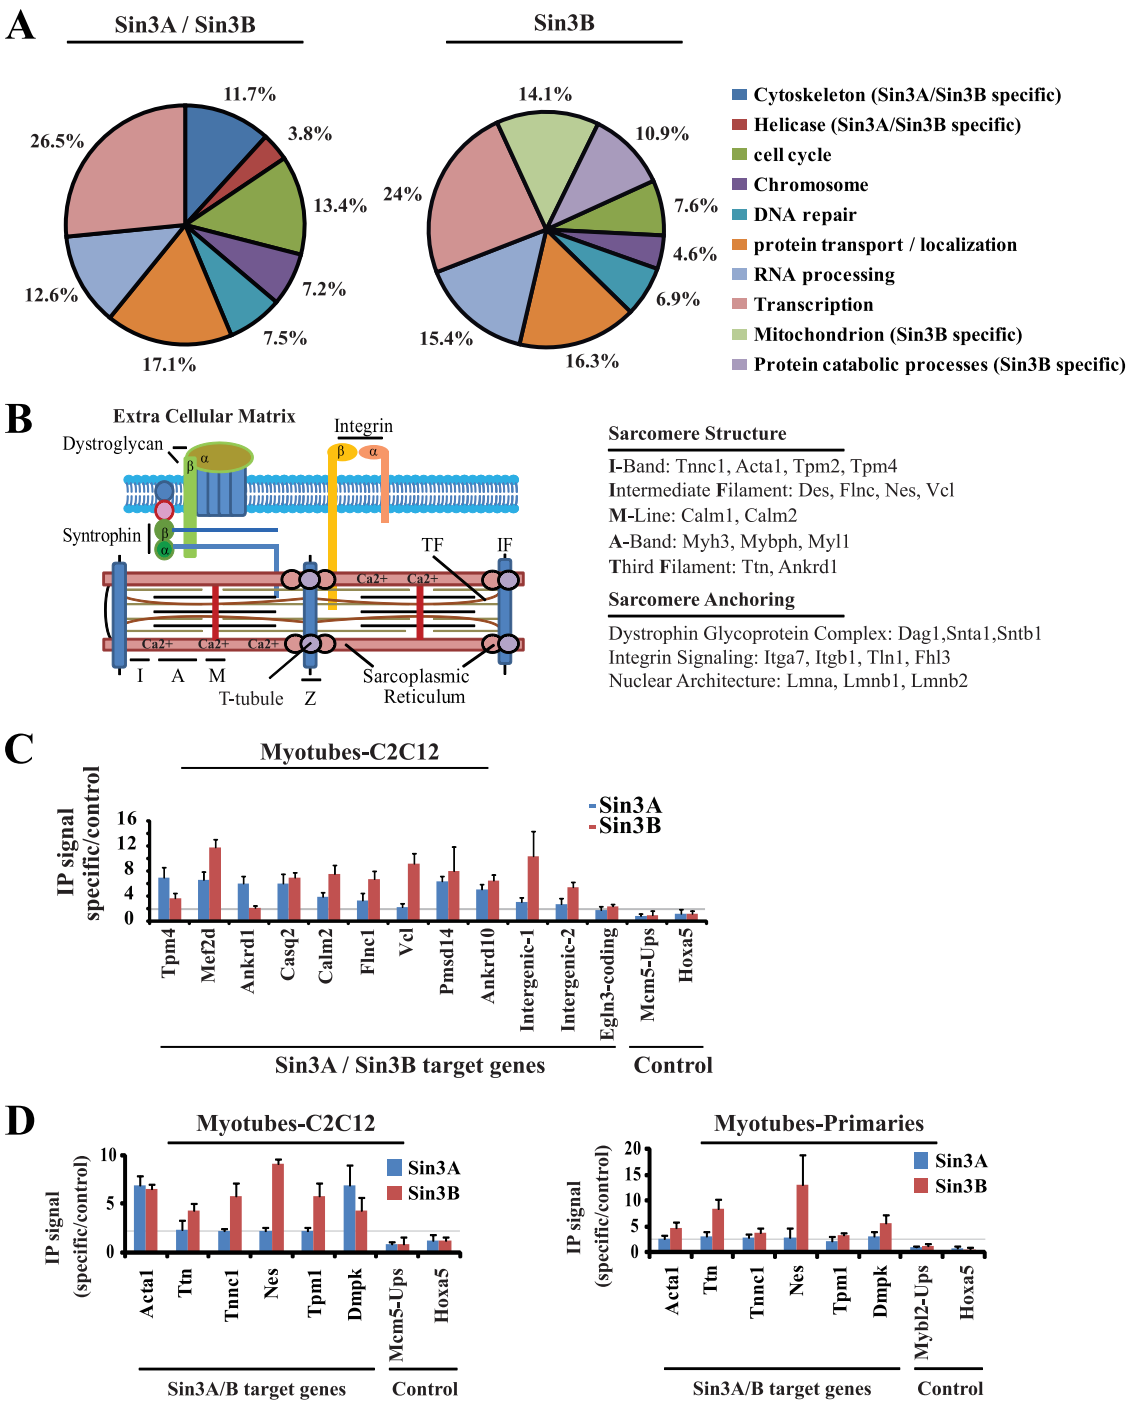 A
Sin3A / Sin3B
Sin3B
11.7%
3.8%
13.4%
7.2%
7.5%
17.1%
12.6%
26.5%
14.1%
10.9%
7.6%
4.6%
6.9%
16.3%
15.4%
24%
Cytoskeleton (Sin3A/Sin3B specific)
Helicase (Sin3A/Sin3B specific)
cell cycle
Chromosome
DNA repair
protein transport / localization
RNA processing
Transcription
Mitochondrion (Sin3B specific)
Protein catabolic processes (Sin3B specific)
B
Extra Cellular Matrix
Dystroglycan
β
α
Integrin
β
α
Syntrophin
β
α
TF
IF
Ca2+
Ca2+
Ca2+
Ca2+
Ca2+
I
A
M
T-tubule
Z
Sarcoplasmic
Reticulum
Sarcomere Structure
I-Band: Tnnc1, Acta1, Tpm2, Tpm4
Intermediate Filament: Des, Flnc, Nes, Vcl
M-Line: Calm1, Calm2
A-Band: Myh3, Mybph, Myl1
Third Filament: Ttn, Ankrd1
Sarcomere Anchoring
Dystrophin Glycoprotein Complex: Dag1,Snta1,Sntb1
Integrin Signaling: Itga7, Itgb1, Tln1, Fhl3
Nuclear Architecture: Lmna, Lmnb1, Lmnb2
C
Myotubes-C2C12
IP signal
specific/control
16
12
8
4
0
Sin3A
Sin3B
Tpm4
Mef2d
Ankrd1
Casq2
Calm2
Flnc1
Vcl
Pmsd14
Ankrd10
Intergenic-1
Intergenic-2
Egln3-coding
Mcm5-Ups
Hoxa5
Sin3A / Sin3B target genes
Control
D
Myotubes-C2C12
IP signal
(specific/control)
10
5
0
Sin3A
Sin3B
Acta1
Ttn
Tnnc1
Nes
Tpm1
Dmpk
Mcm5-Ups
Hoxa5
Sin3A/B target genes
Control
Myotubes-Primaries
IP signal
(specific/control)
20
15
10
5
0
Sin3A
Sin3B
Acta1
Ttn
Tnnc1
Nes
Tpm1
Dmpk
Mybl2-Ups
Hoxa5
Sin3A/B target genes
Control